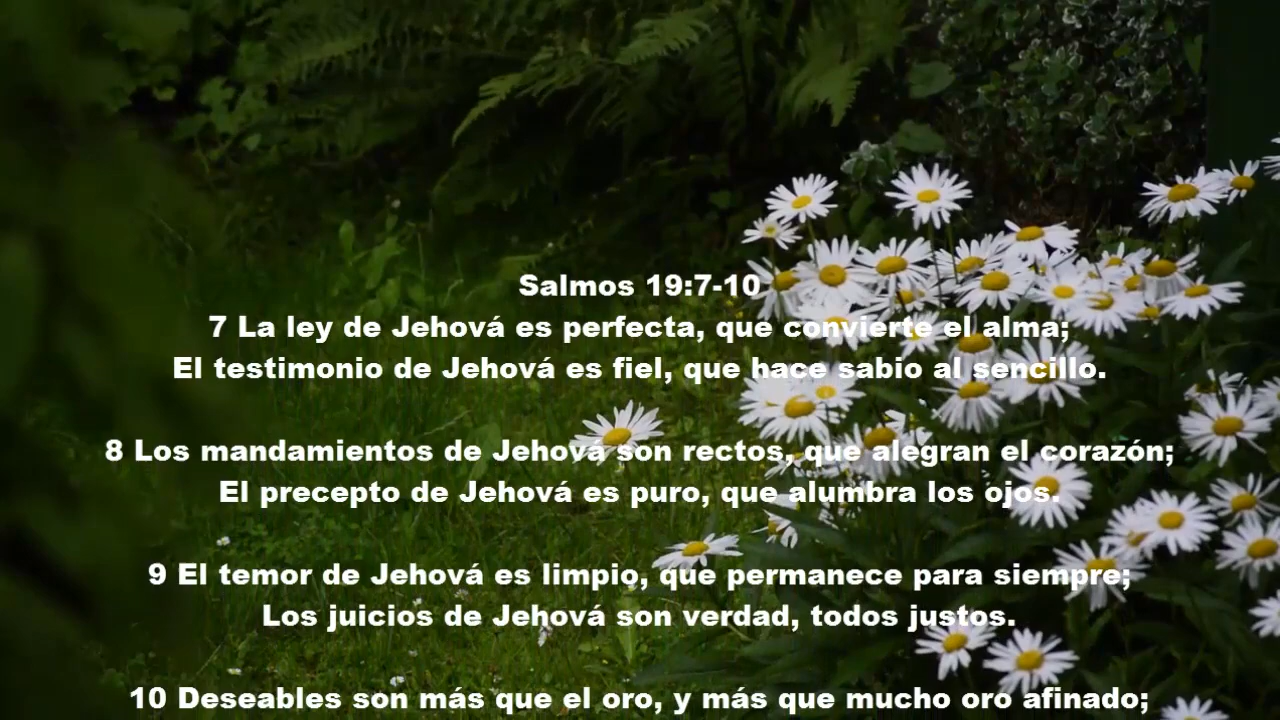 Salmos 19:7-10
7 La ley de Jehová es perfecta, que convierte el alma;
El testimonio de Jehová es fiel, que hace sabio al sencillo.
8 Los mandamientos de Jehová son rectos, que alegran el corazón;
El precepto de Jehová es puro, que alumbra los ojos.
9 El temor de Jehová es limpio, que permanece para siempre;
Los juicios de Jehová son verdad, todos justos.
10 Deseables son más que el oro, y más que mucho oro afinado;